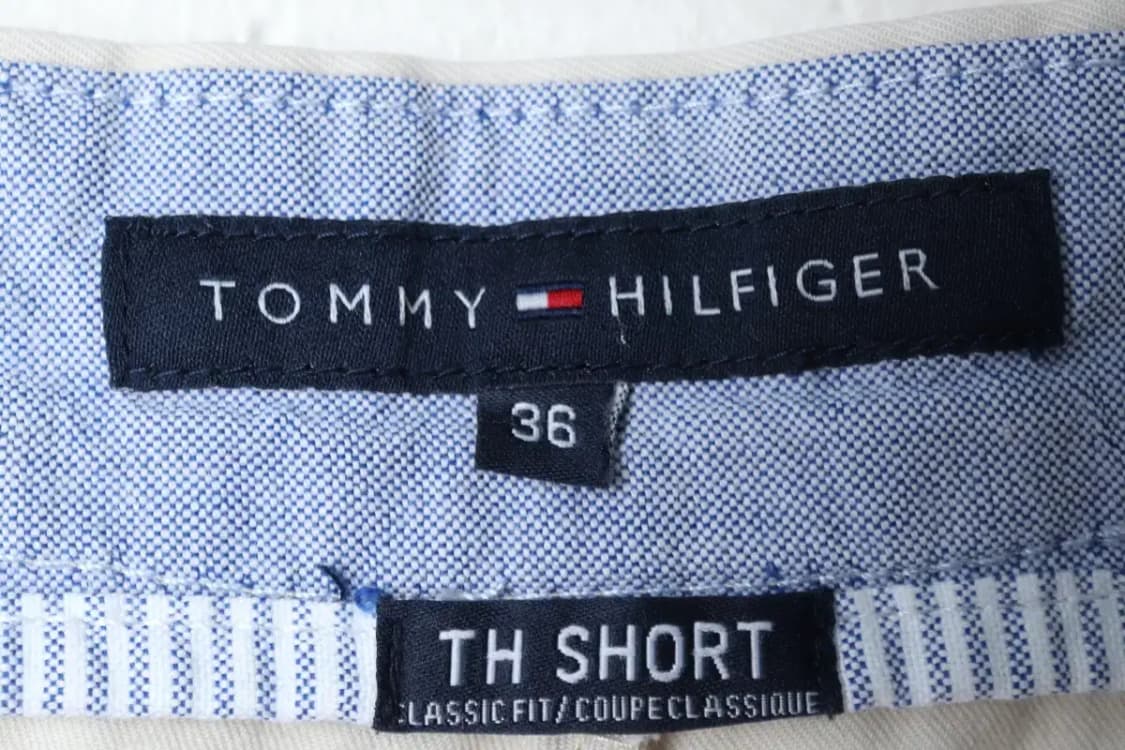 TOMMY HILFIGER
36
TH SHORT
CLASSIC FIT/COUPE CLASSIQUE